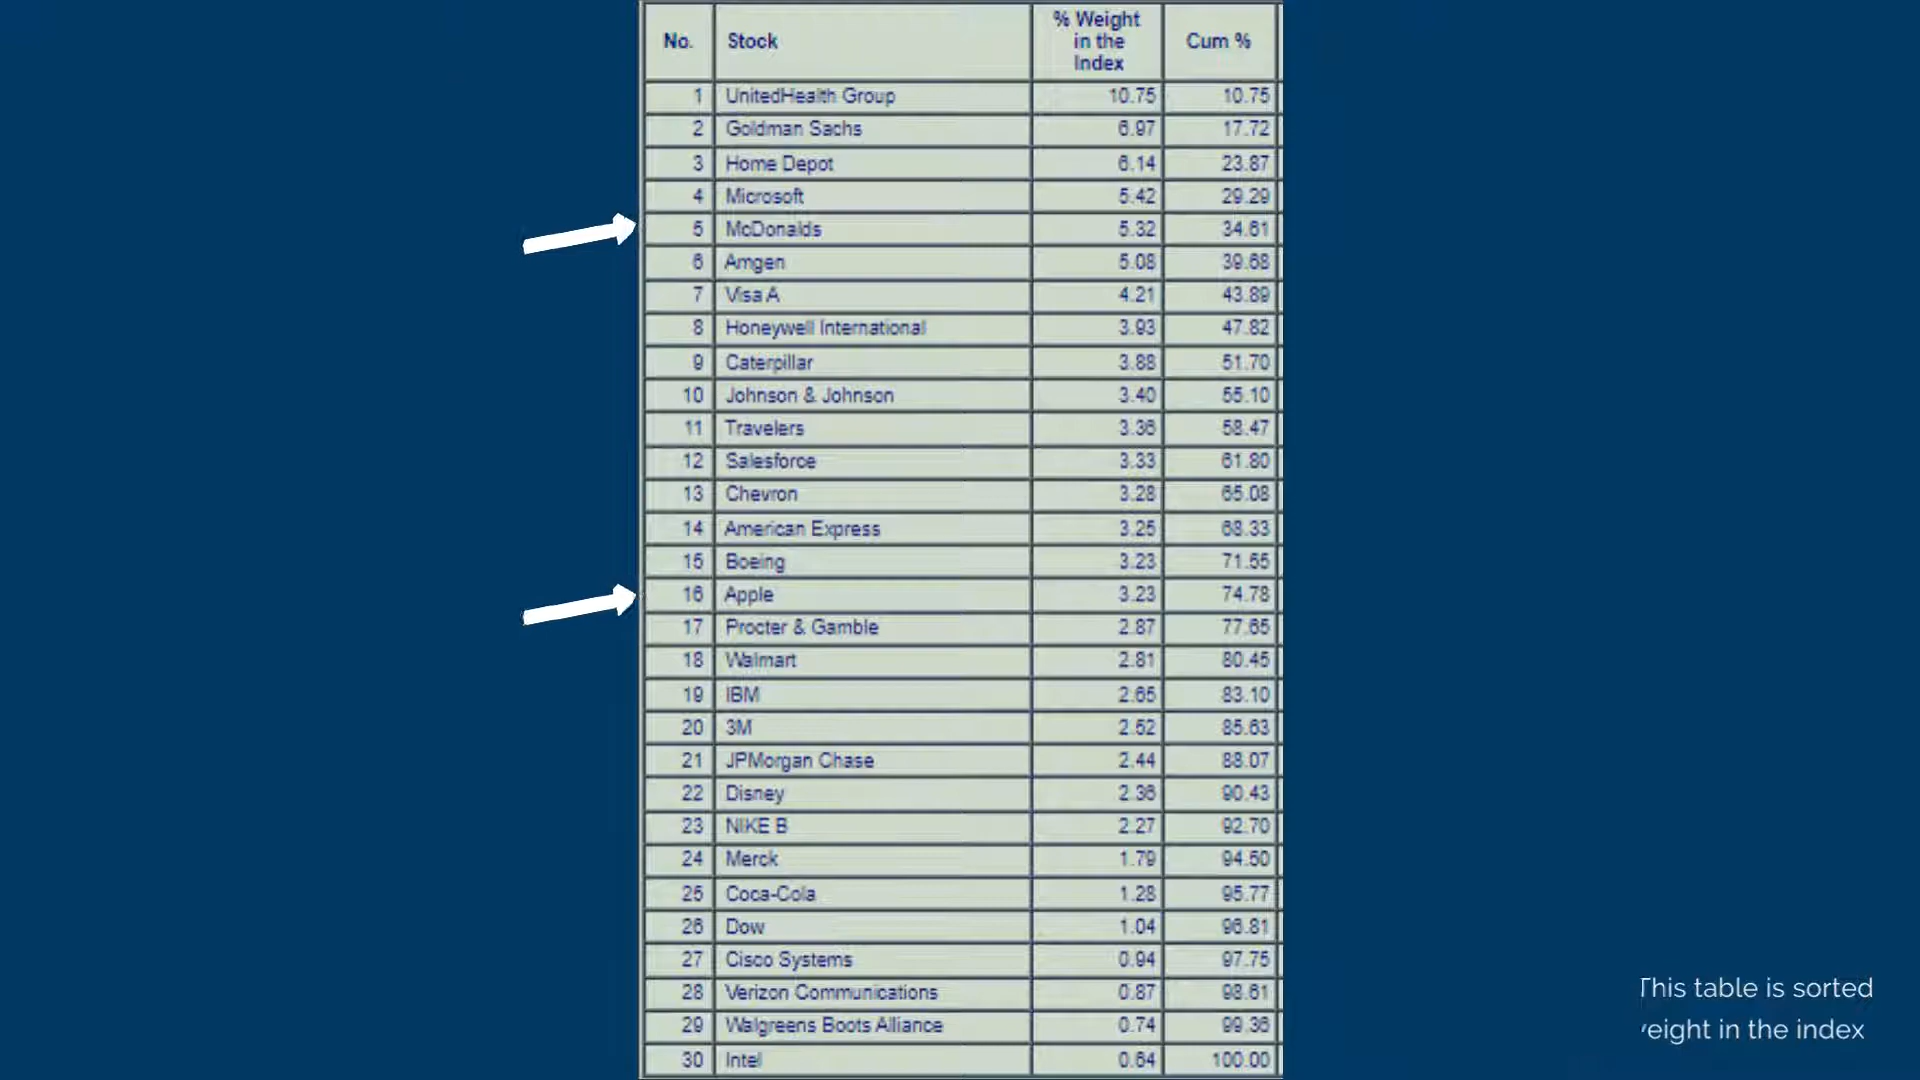 No. Stock % Weight in the Index Cum %
1 UnitedHealth Group 10.75 10.75
2 Goldman Sachs 6.97 17.72
3 Home Depot 6.14 23.87
4 Microsoft 5.42 29.29
5 McDonalds 5.32 34.61
6 Amgen 5.08 39.68
7 Visa A 4.21 43.89
8 Honeywell International 3.93 47.82
9 Caterpillar 3.88 51.70
10 Johnson & Johnson 3.40 55.10
11 Travelers 3.36 58.47
12 Salesforce 3.33 61.80
13 Chevron 3.28 65.08
14 American Express 3.25 68.33
15 Boeing 3.23 71.55
16 Apple 3.23 74.78
17 Procter & Gamble 2.87 77.65
18 Walmart 2.81 80.45
19 IBM 2.65 83.10
20 3M 2.52 85.63
21 JPMorgan Chase 2.44 88.07
22 Disney 2.36 90.43
23 NIKE B 2.27 92.70
24 Merck 1.79 94.50
25 Coca-Cola 1.28 95.77
26 Dow 1.04 96.81
27 Cisco Systems 0.94 97.75
28 Verizon Communications 0.87 98.61
29 Walgreens Boots Alliance 0.74 99.36
30 Intel 0.64 100.00
This table is sorted
eight in the index